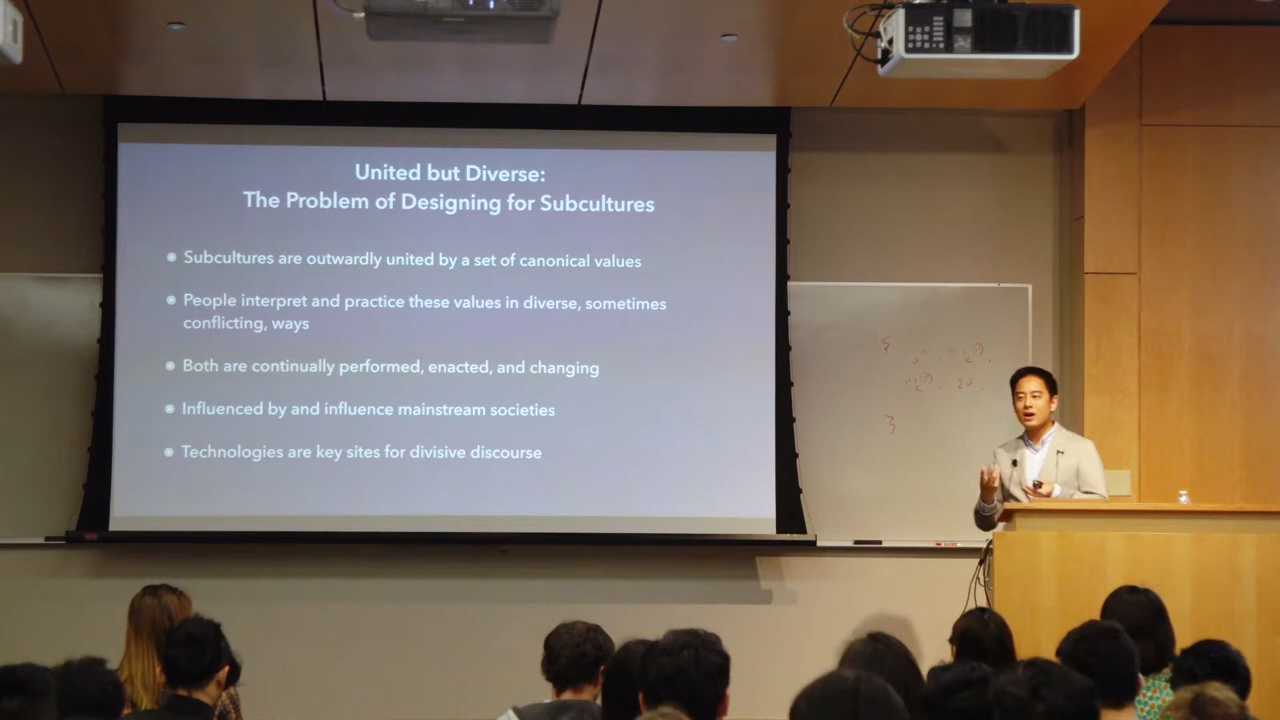 United but Diverse:
The Problem of Designing for Subcultures
Subcultures are outwardly united by a set of canonical values
People interpret and practice these values in diverse, sometimes
conflicting, ways
Both are continually performed, enacted, and changing
Influenced by and influence mainstream societies
Technologies are key sites for divisive discourse